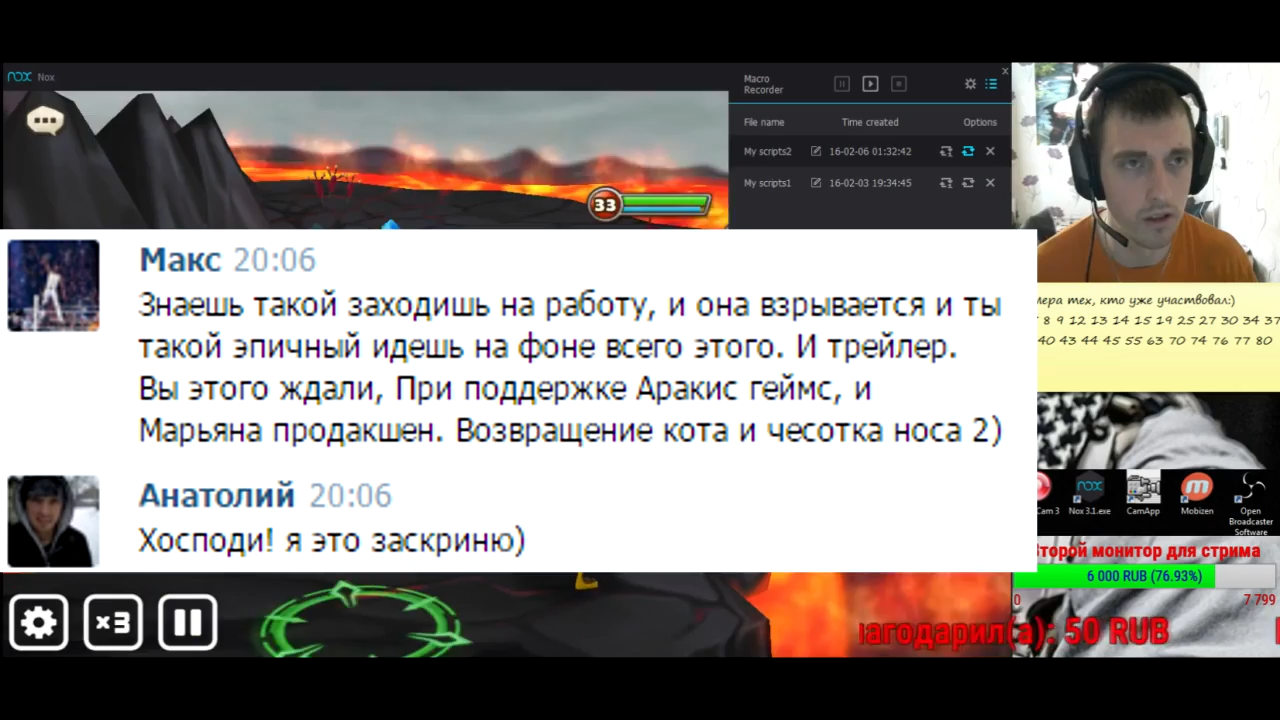 nox Nox
Macro
Recorder
File name Time created Options
My scripts2 16-02-06 01:32:42
My scripts1 16-02-03 19:34:45
33
Макс 20:06
Знаешь такой заходишь на работу, и она взрывается и ты
такой эпичный идешь на фоне всего этого. И трейлер.
Вы этого ждали, При поддержке Аракис геймс, и
Марьяна продакшен. Возвращение кота и чесотка носа 2)
Анатолий 20:06
Хосподи! я это заскриню)
тех, кто уже участвовал:)
8 9 12 13 14 15 19 25 27 30 34 37
40 43 44 45 55 63 70 74 76 77 80
nox
Cam 3 Nox 3.1.exe CamApp Mobizen Open
Broadcaster
Software
Второй монитор для стрима
6 000 RUB (76.93%)
0 7 799
x3
50 RUB